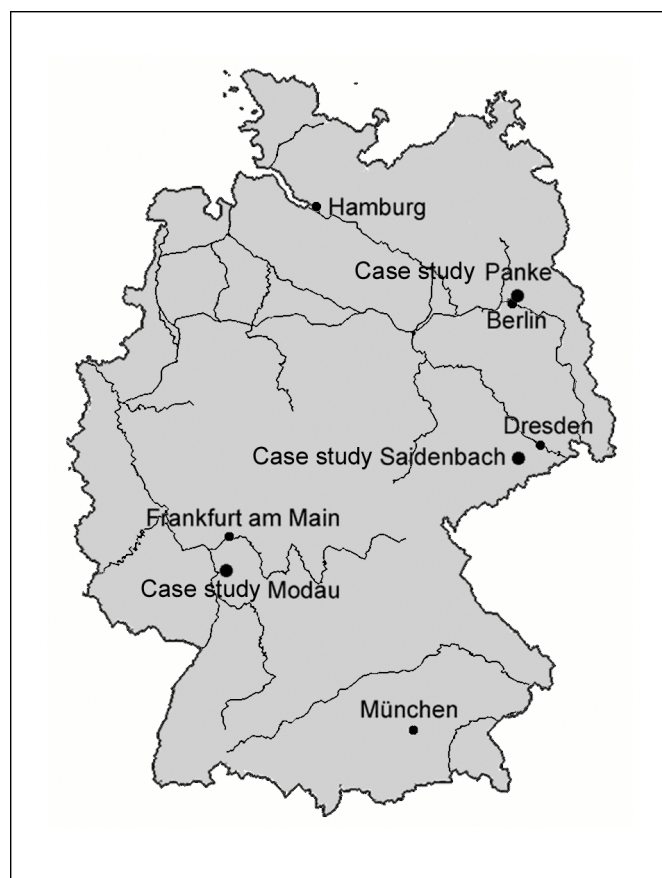 Hamburg
Case study Panke
Berlin
Dresden
Case study Saidenbach
Frankfurt am Main
Case study Modau
München